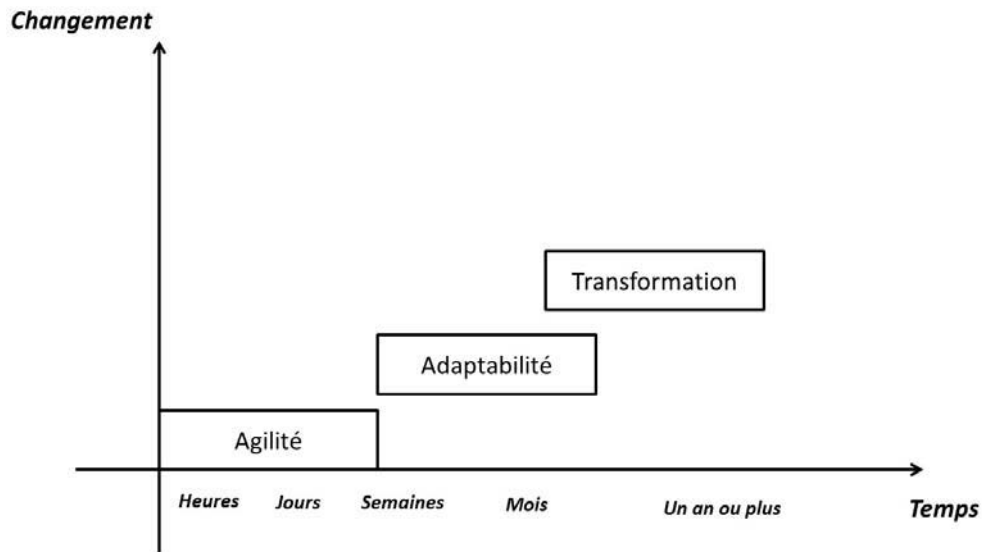 Changement
Transformation
Adaptabilité
Agilité
Heures Jours Semaines Mois Un an ou plus
Temps